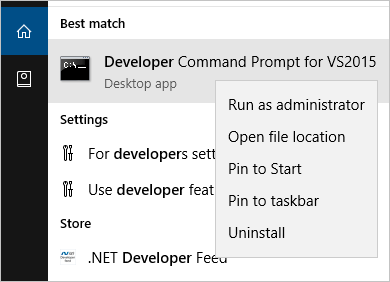 Best match
Developer Command Prompt for VS2015
Desktop app
Run as administrator
Open file location
Pin to Start
Pin to taskbar
Uninstall
Settings
For developers sett
Use developer feat
Store
.NET Developer Feed